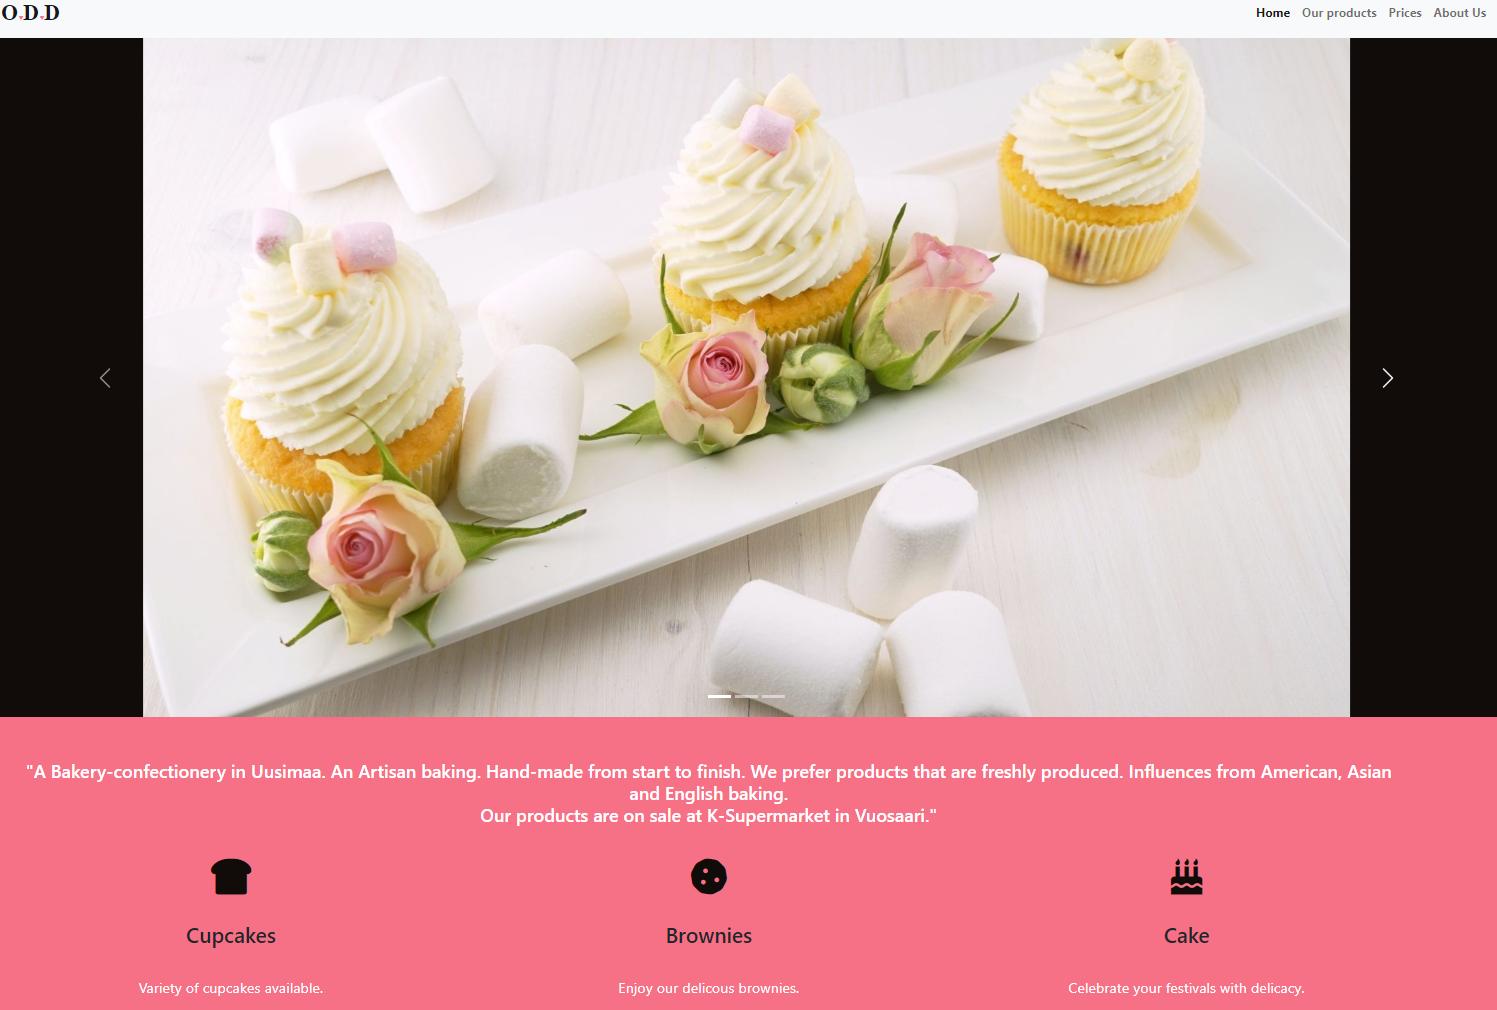 O.D.D
Home Our products Prices About Us
"A Bakery-confectionery in Uusimaa. An Artisan baking. Hand-made from start to finish. We prefer products that are freshly produced. Influences from American, Asian
and English baking.
Our products are on sale at K-Supermarket in Vuosaari."
Cupcakes Brownies Cake
Variety of cupcakes available. Enjoy our delicous brownies. Celebrate your festivals with delicacy.